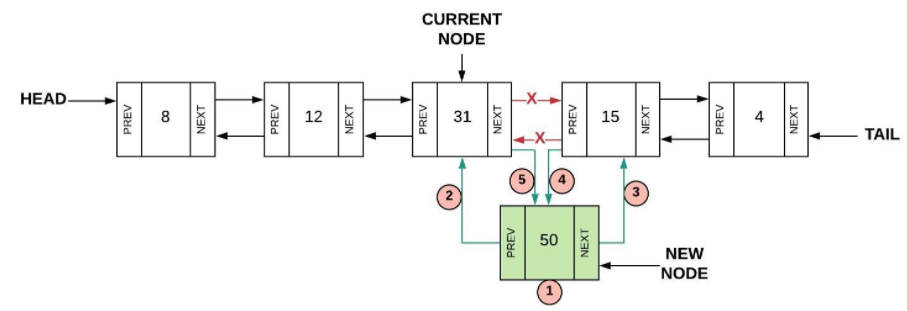 CURRENT
NODE
HEAD
PREV 8 NEXT
PREV 12 NEXT
PREV 31 NEXT
PREV 15 NEXT
PREV 4 NEXT
X
X
TAIL
2
5
4
3
PREV 50 NEXT
NEW
NODE
1